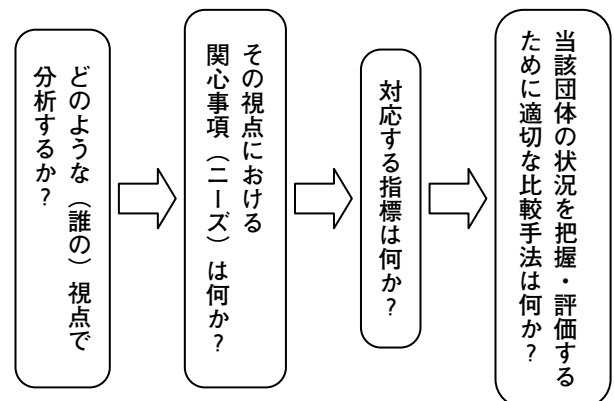 どのような（誰の）視点で
分析するか？
その視点における
関心事項（ニーズ）は何か？
対応する指標は何か？
当該団体の状況を把握・評価する
ために適切な比較手法は何か？